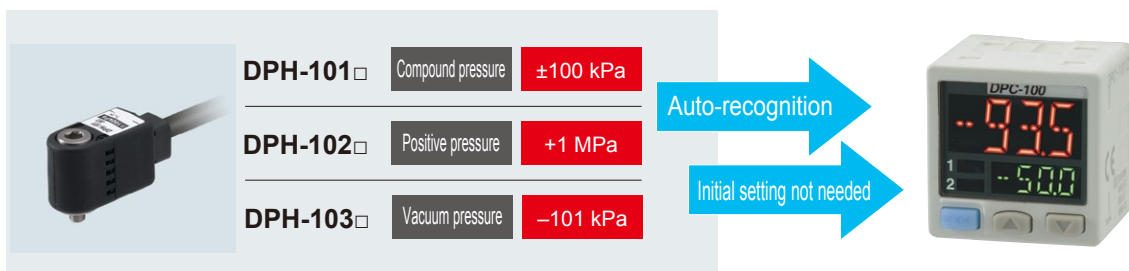 DPH-101□ Compound pressure ±100 kPa
DPH-102□ Positive pressure +1 MPa
DPH-103□ Vacuum pressure –101 kPa
Auto-recognition
Initial setting not needed
DPC-100
-93.5
1
2 -50.0